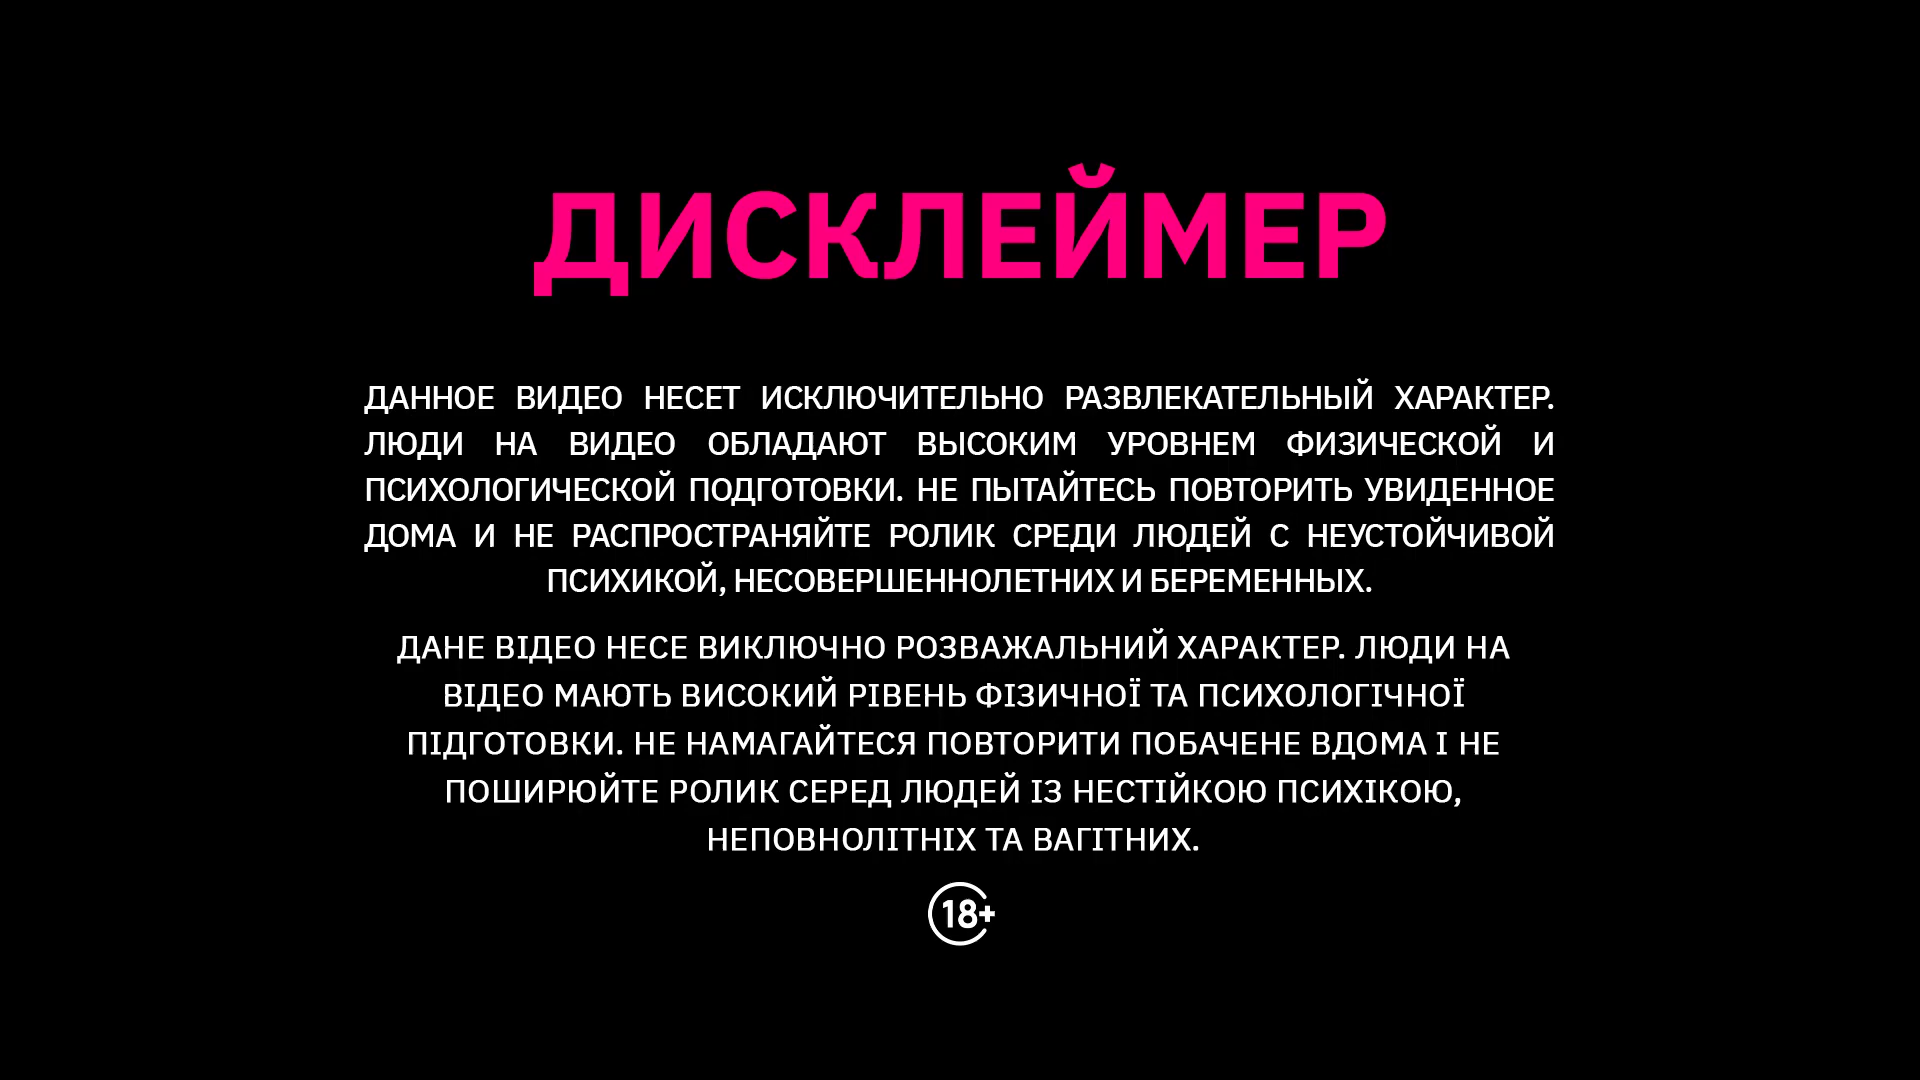 ДИСКЛЕЙМЕР
ДАННОЕ ВИДЕО НЕСЕТ ИСКЛЮЧИТЕЛЬНО РАЗВЛЕКАТЕЛЬНЫЙ ХАРАКТЕР.
ЛЮДИ НА ВИДЕО ОБЛАДАЮТ ВЫСОКИМ УРОВНЕМ ФИЗИЧЕСКОЙ И
ПСИХОЛОГИЧЕСКОЙ ПОДГОТОВКИ. НЕ ПЫТАЙТЕСЬ ПОВТОРИТЬ УВИДЕННОЕ
ДОМА И НЕ РАСПРОСТРАНЯЙТЕ РОЛИК СРЕДИ ЛЮДЕЙ С НЕУСТОЙЧИВОЙ
ПСИХИКОЙ, НЕСОВЕРШЕННОЛЕТНИХ И БЕРЕМЕННЫХ.
ДАНЕ ВІДЕО НЕСЕ ВИКЛЮЧНО РОЗВАЖАЛЬНИЙ ХАРАКТЕР. ЛЮДИ НА
ВІДЕО МАЮТЬ ВИСОКИЙ РІВЕНЬ ФІЗИЧНОЇ ТА ПСИХОЛОГІЧНОЇ
ПІДГОТОВКИ. НЕ НАМАГАЙТЕСЯ ПОВТОРИТИ ПОБАЧЕНЕ ВДОМА І НЕ
ПОШИРЮЙТЕ РОЛИК СЕРЕД ЛЮДЕЙ ІЗ НЕСТІЙКОЮ ПСИХІКОЮ,
НЕПОВНОЛІТНІХ ТА ВАГІТНИХ.
18+